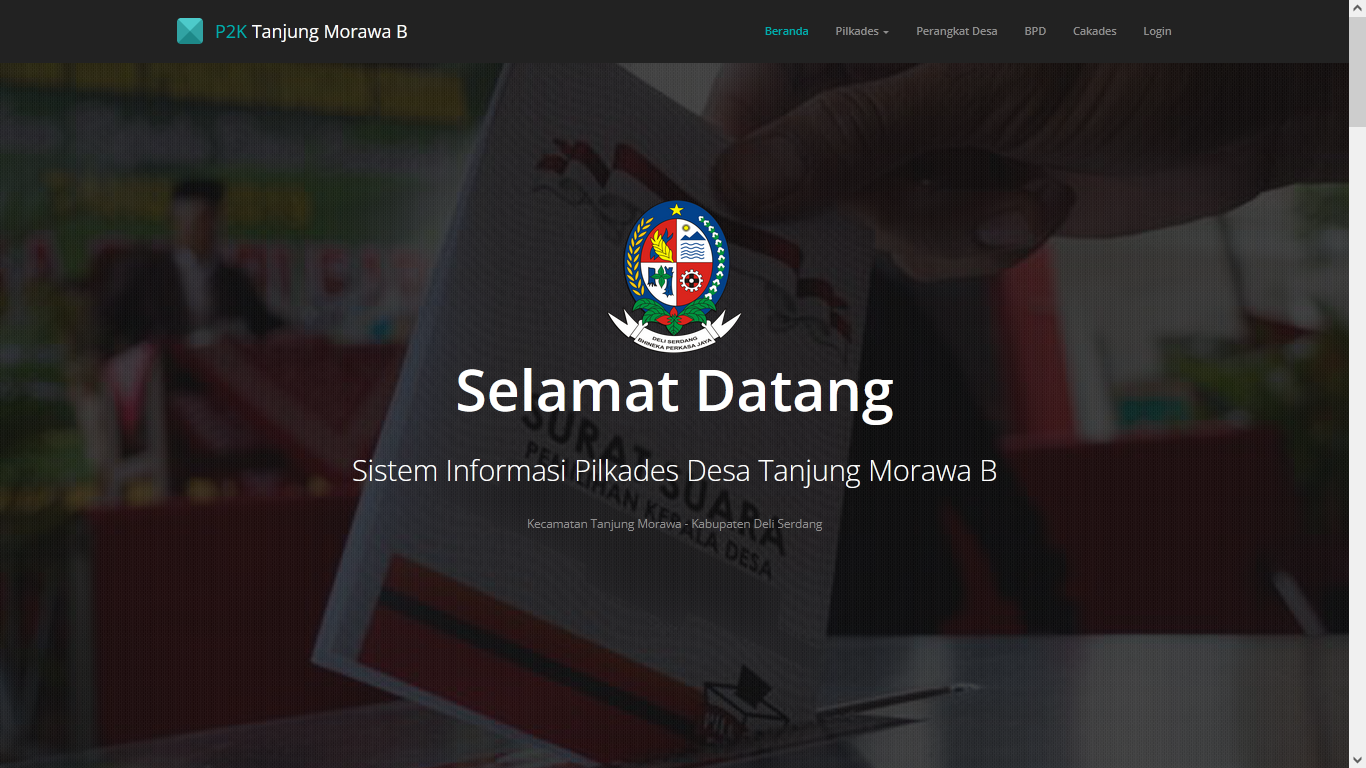 P2K Tanjung Morawa B
Beranda Pilkades Perangkat Desa BPD Cakades Login
DELI SERDANG
BHINEKA PERKASA JAYA
Selamat Datang
SURAT SUARA
PEMILIHAN KEPALA DESA
Sistem Informasi Pilkades Desa Tanjung Morawa B
Kecamatan Tanjung Morawa - Kabupaten Deli Serdang